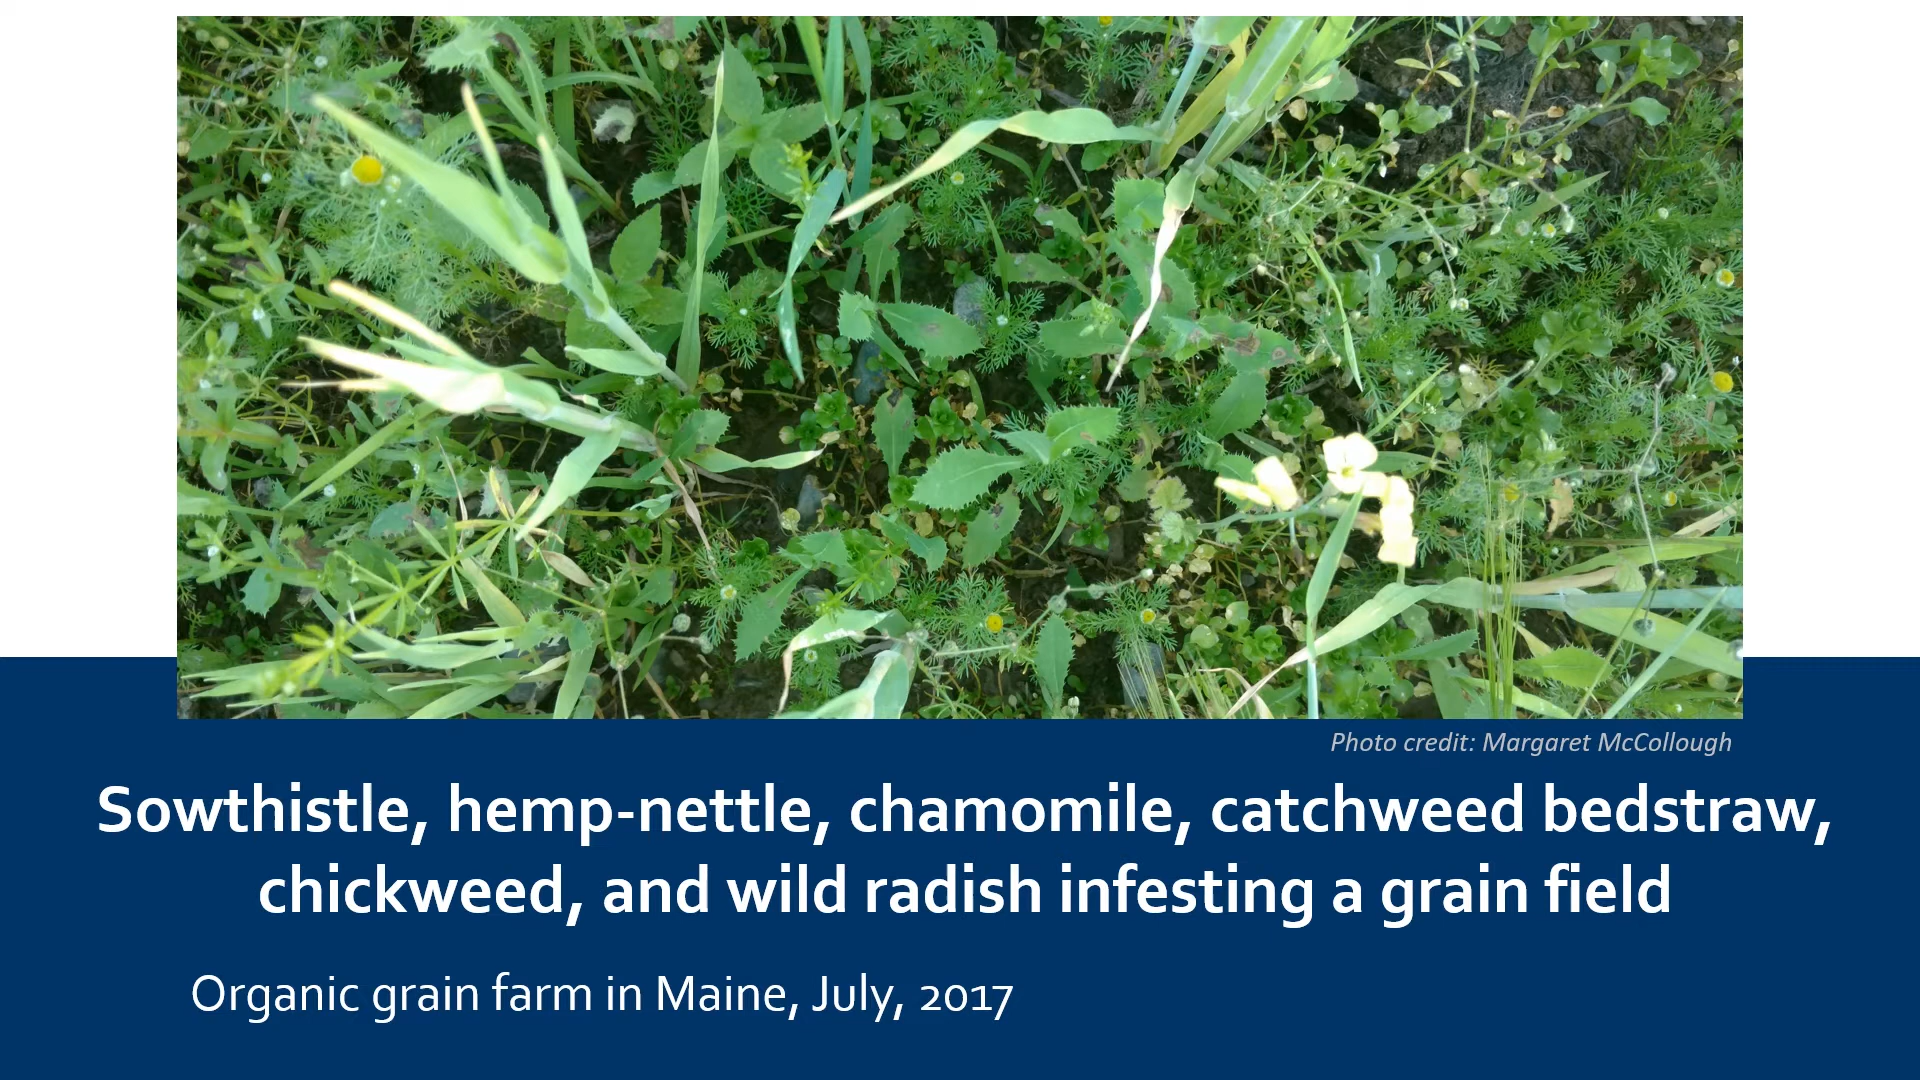 Photo credit: Margaret McCollough
Sowthistle, hemp-nettle, chamomile, catchweed bedstraw,
chickweed, and wild radish infesting a grain field
Organic grain farm in Maine, July, 2017